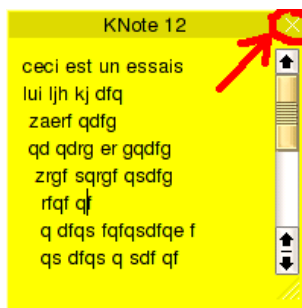 KNote 12
ceci est un essais
lui ljh kj dfq
zaerf qdfg
qd qdrg er gqdfg
zrgf sqrgf qsdfg
rfqf qf
q dfqs fqfqsdfqe f
qs dfqs q sdf qf